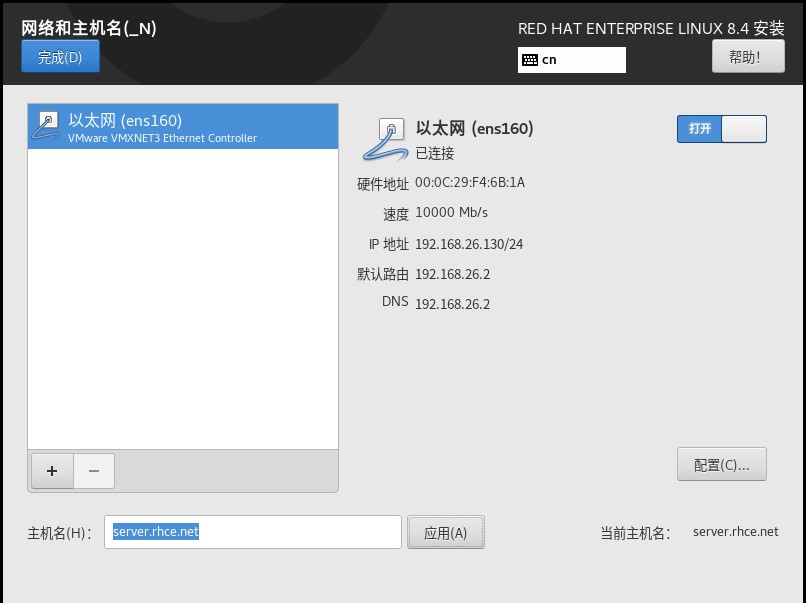 网络和主机名(_N)
RED HAT ENTERPRISE LINUX 8.4 安装
完成(D)
cn
帮助！
以太网 (ens160)
VMware VMXNET3 Ethernet Controller
以太网 (ens160)
已连接
打开
硬件地址 00:0C:29:F4:6B:1A
速度 10000 Mb/s
IP 地址 192.168.26.130/24
默认路由 192.168.26.2
DNS 192.168.26.2
+ −
配置(C)...
主机名(H)： server.rhce.net 应用(A) 当前主机名： server.rhce.net